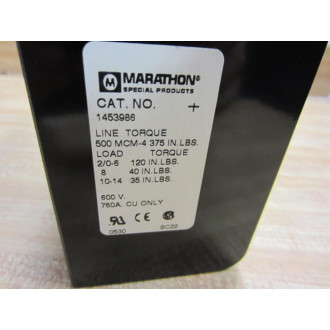 MARATHON®
SPECIAL PRODUCTS
CAT. NO. +
1453986
LINE TORQUE
500 MCM-4 375 IN.LBS.
LOAD TORQUE
2/0-6 120 IN.LBS.
8 40 IN.LBS.
10-14 35 IN.LBS.
600 V.
760A. CU ONLY
0530 SC22